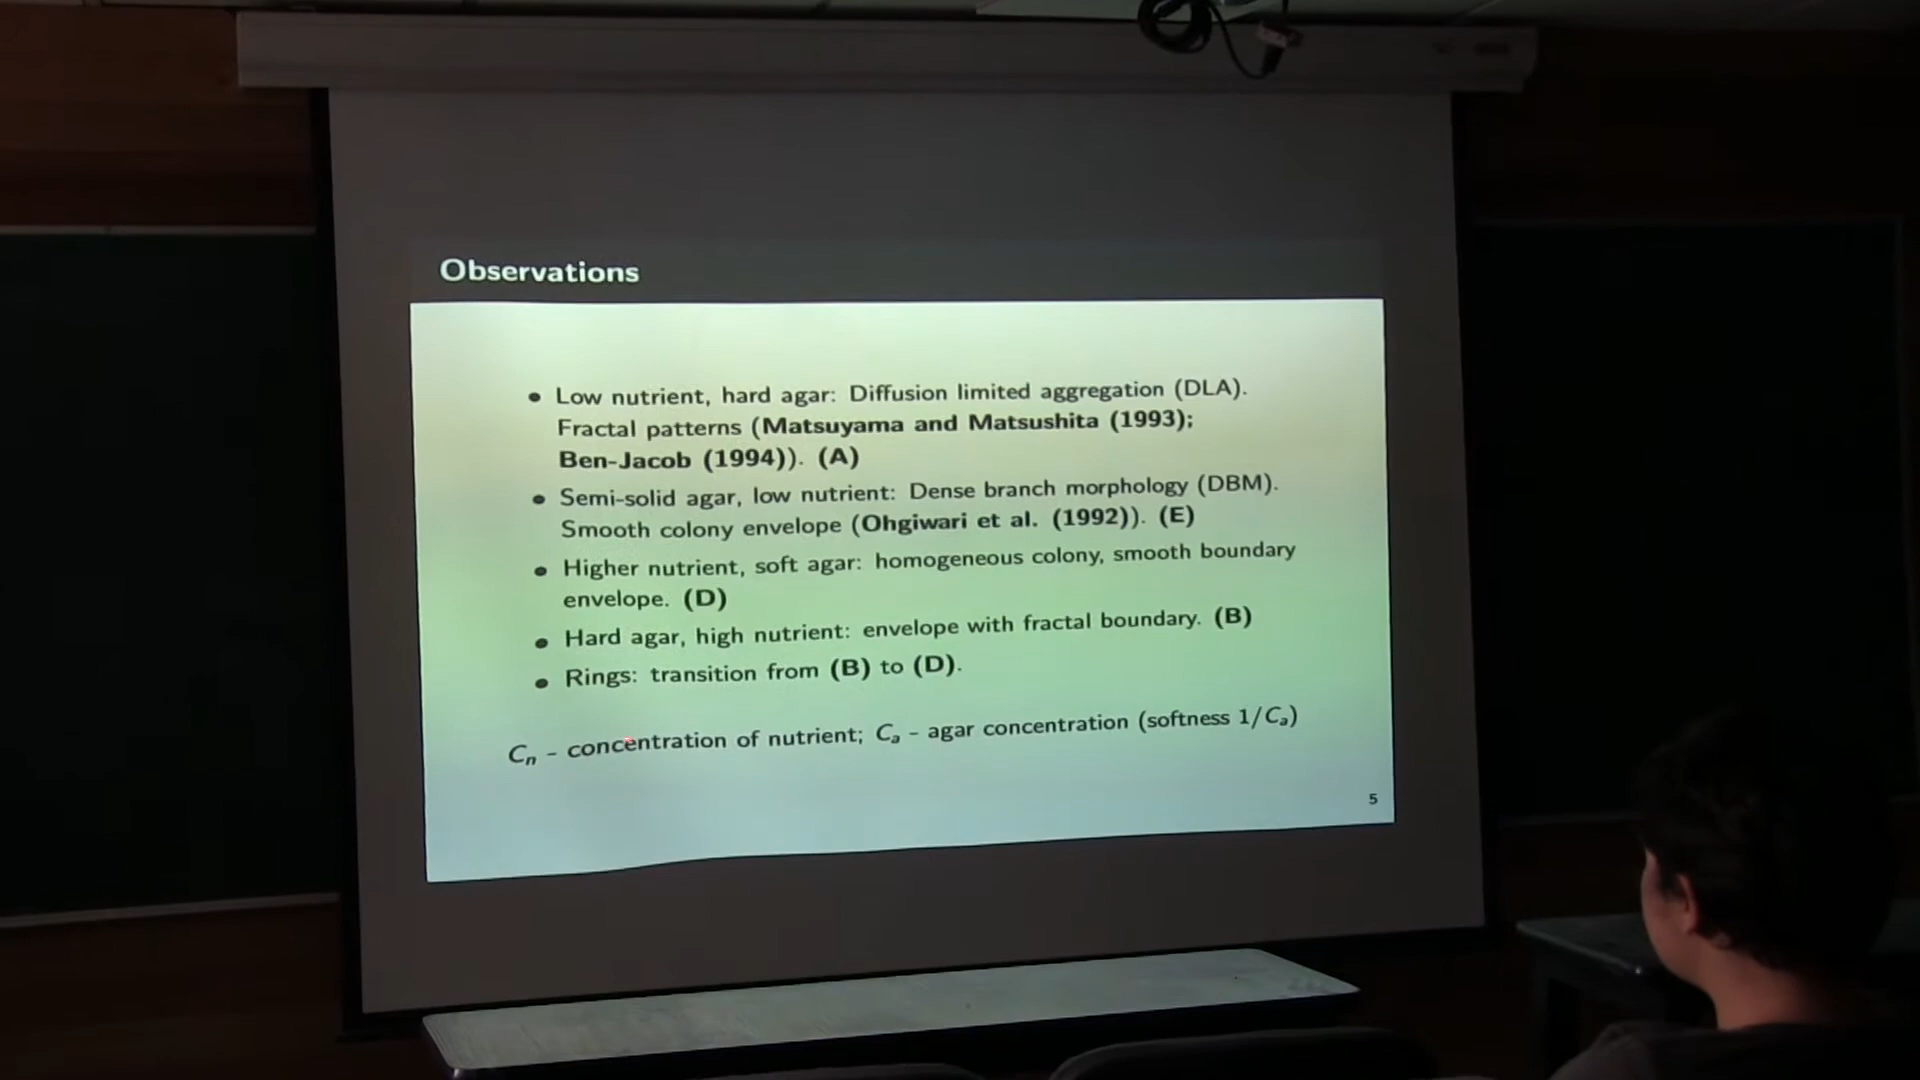 Observations
• Low nutrient, hard agar: Diffusion limited aggregation (DLA).
Fractal patterns (Matsuyama and Matsushita (1993);
Ben-Jacob (1994)). (A)
• Semi-solid agar, low nutrient: Dense branch morphology (DBM).
Smooth colony envelope (Ohgiwari et al. (1992)). (E)
• Higher nutrient, soft agar: homogeneous colony, smooth boundary
envelope. (D)
• Hard agar, high nutrient: envelope with fractal boundary. (B)
• Rings: transition from (B) to (D).
Cₙ – concentration of nutrient; Cₐ – agar concentration (softness 1/Cₐ)
5